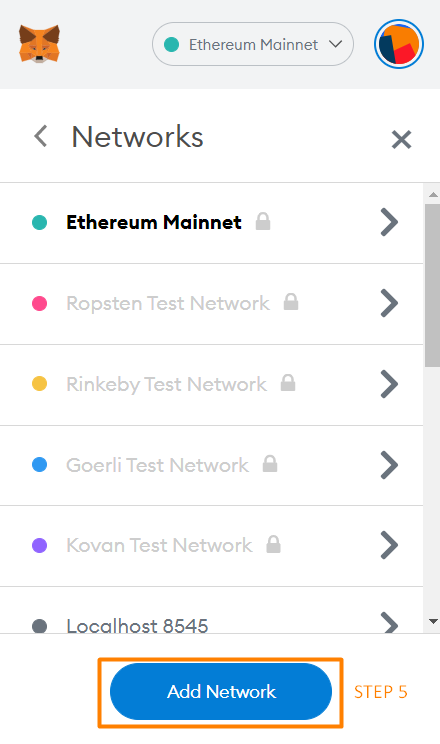 Ethereum Mainnet
Networks
Ethereum Mainnet
Ropsten Test Network
Rinkeby Test Network
Goerli Test Network
Kovan Test Network
Localhost 8545
Add Network
STEP 5